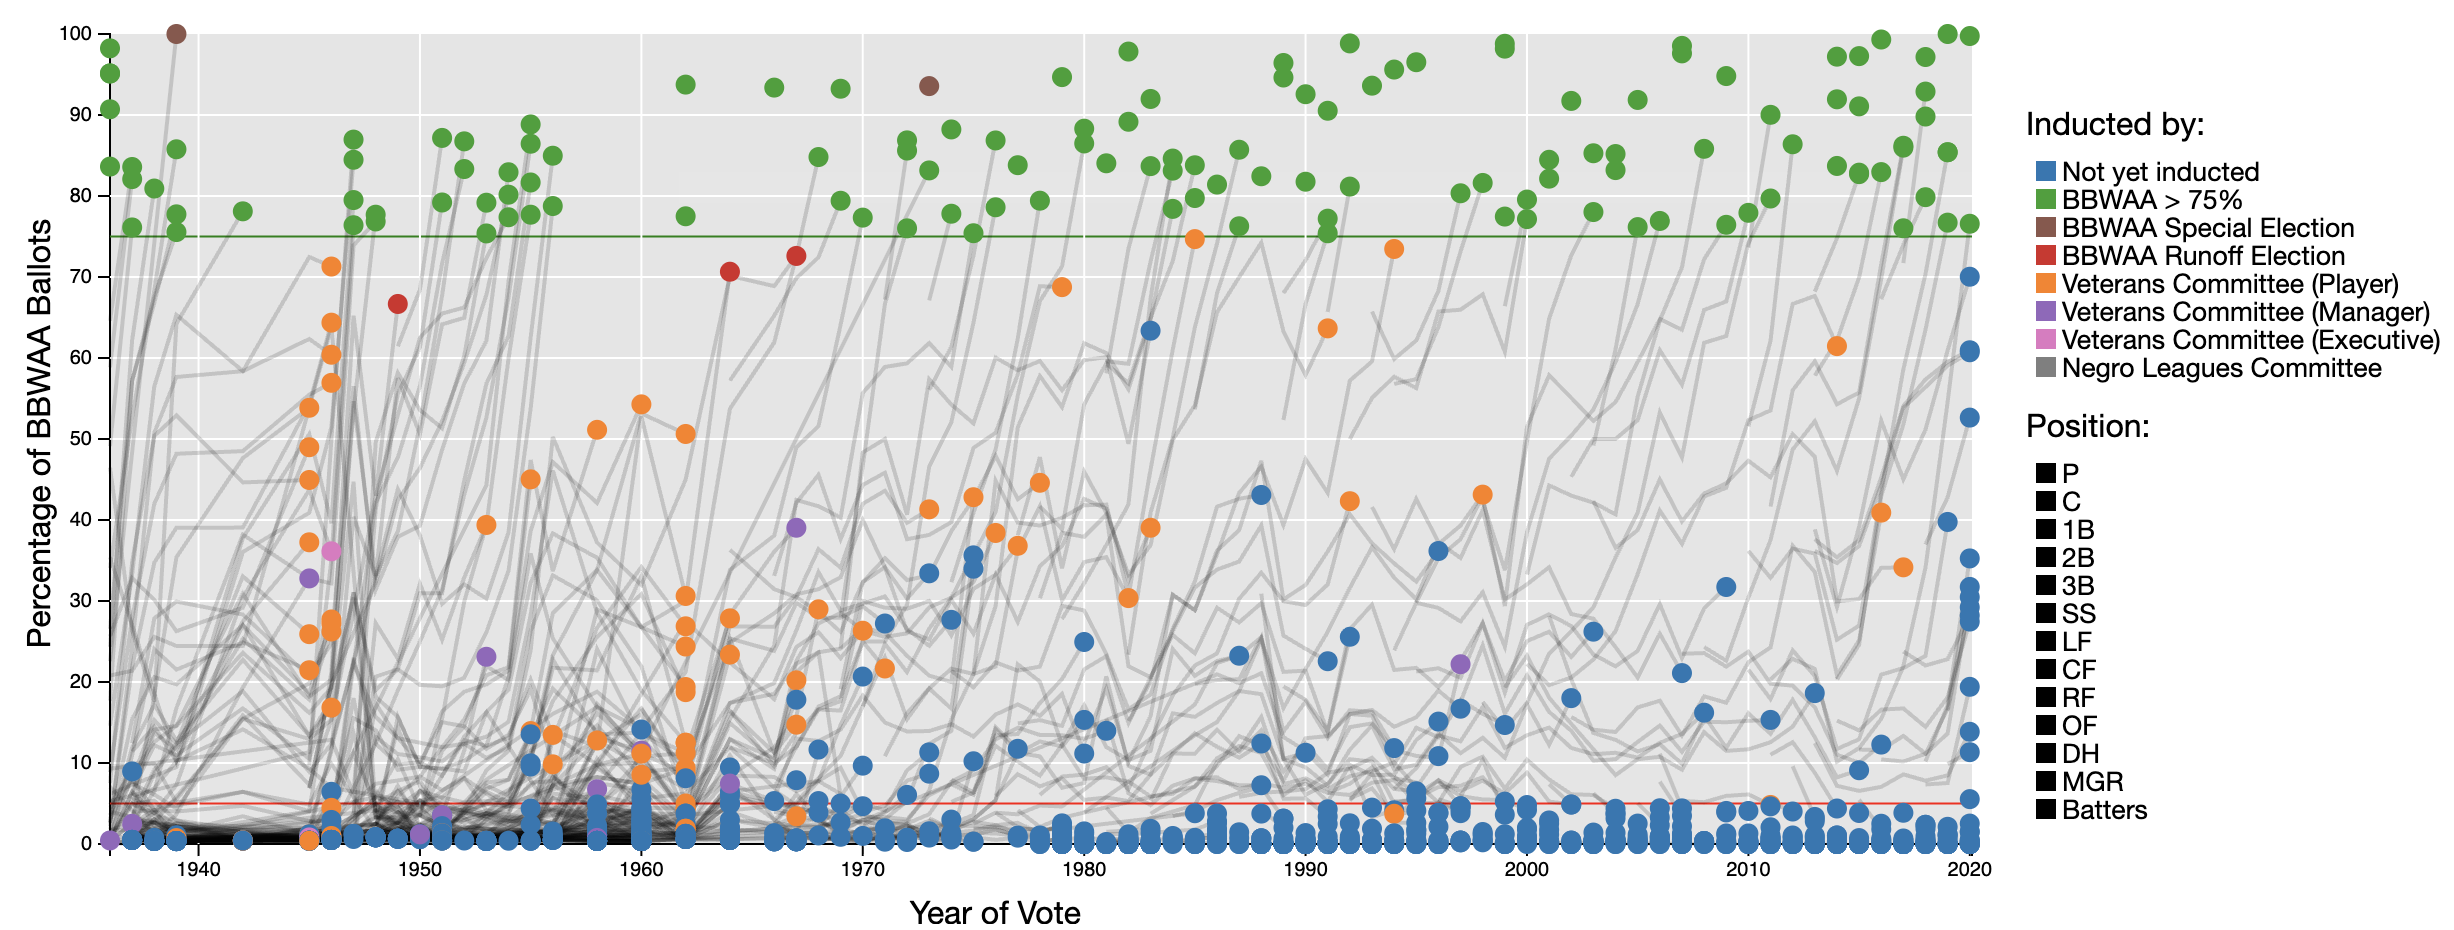 100
90
80
70
60
50
40
30
20
10
0
Percentage of BBWAA Ballots
1940
1950
1960
1970
1980
1990
2000
2010
2020
Year of Vote
Inducted by:
Not yet inducted
BBWAA > 75%
BBWAA Special Election
BBWAA Runoff Election
Veterans Committee (Player)
Veterans Committee (Manager)
Veterans Committee (Executive)
Negro Leagues Committee
Position:
P
C
1B
2B
3B
SS
LF
CF
RF
OF
DH
MGR
Batters